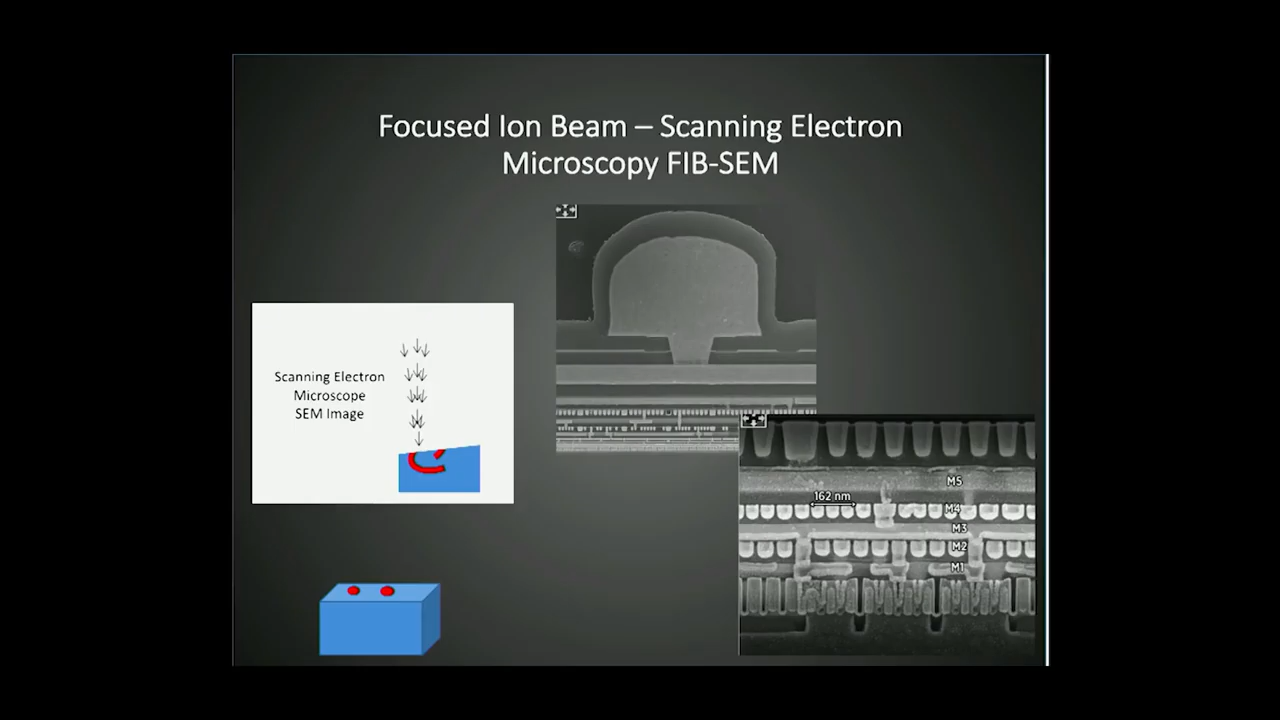 Focused Ion Beam – Scanning Electron
Microscopy FIB-SEM
Scanning Electron
Microscope
SEM Image
162 nm
M5
M4
M3
M2
M1